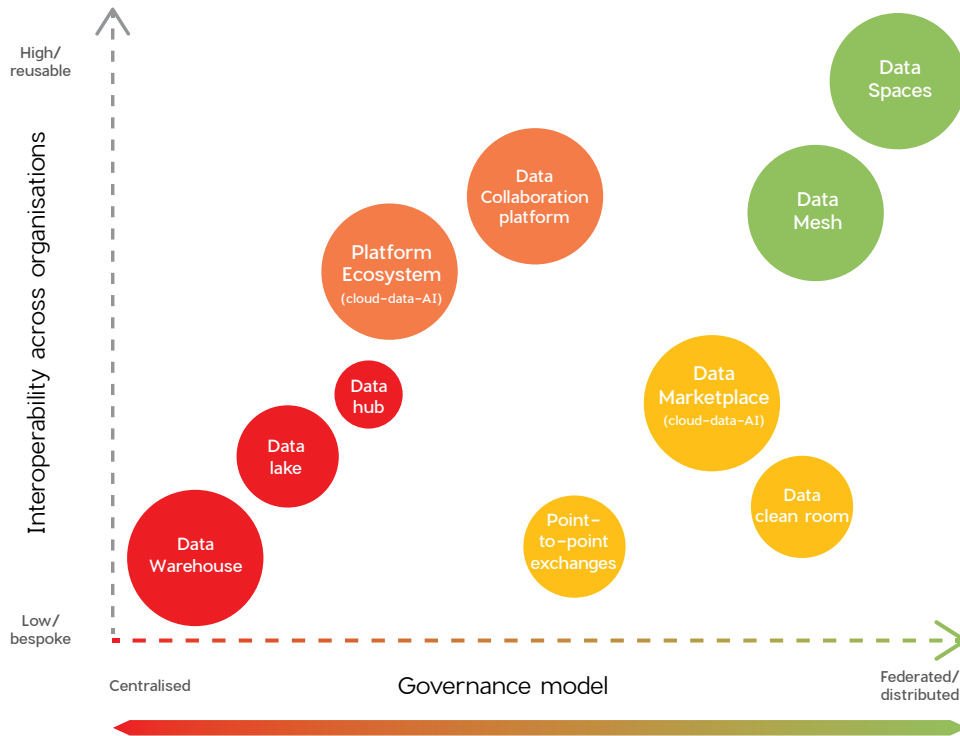 High/
reusable
Interoperability across organisations
Low/
bespoke
Data
Spaces
Data
Mesh
Data
Collaboration
platform
Platform
Ecosystem
(cloud-data-AI)
Data
hub
Data
lake
Data
Warehouse
Data
Marketplace
(cloud-data-AI)
Data
clean room
Point-
to-point
exchanges
Centralised
Governance model
Federated/
distributed